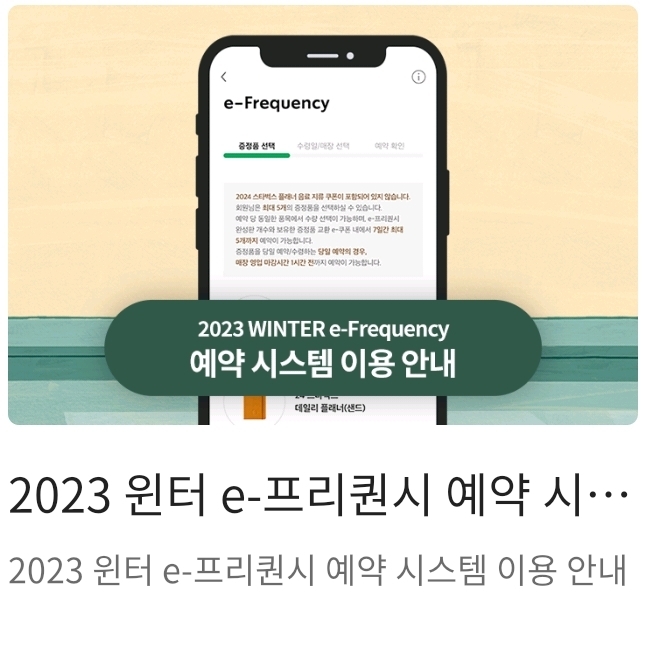 e-Frequency
증정품 선택 수령일/매장 선택 예약 확인
2024 스타벅스 플래너 음료 지류 쿠폰이 포함되어 있지 않습니다.
회원님은 최대 5개의 증정품을 선택하실 수 있습니다.
예약 당 동일한 품목에서 수량 선택이 가능하며, e-프리퀀시
완성판 개수와 보유한 증정품 교환 e-쿠폰 내에서 7일간 최대
5개까지 예약이 가능합니다.
증정품을 당일 예약/수령하는 당일 예약의 경우,
매장 영업 마감시간 1시간 전까지 예약이 가능합니다.
2023 WINTER e-Frequency
예약 시스템 이용 안내
데일리 플래너(샌드)
2023 윈터 e-프리퀀시 예약 시…
2023 윈터 e-프리퀀시 예약 시스템 이용 안내